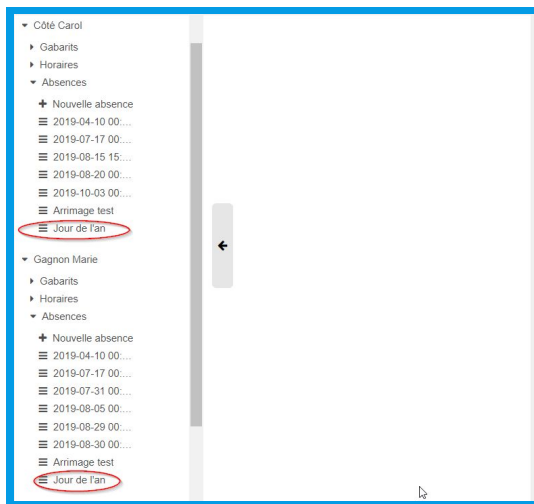 Côté Carol
Gabarits
Horaires
Absences
Nouvelle absence
2019-04-10 00:...
2019-07-17 00:...
2019-08-15 15:...
2019-08-20 00:...
2019-10-03 00:...
Arrimage test
Jour de l'an
Gagnon Marie
Gabarits
Horaires
Absences
Nouvelle absence
2019-04-10 00:...
2019-07-17 00:...
2019-07-31 00:...
2019-08-05 00:...
2019-08-29 00:...
2019-08-30 00:...
Arrimage test
Jour de l'an